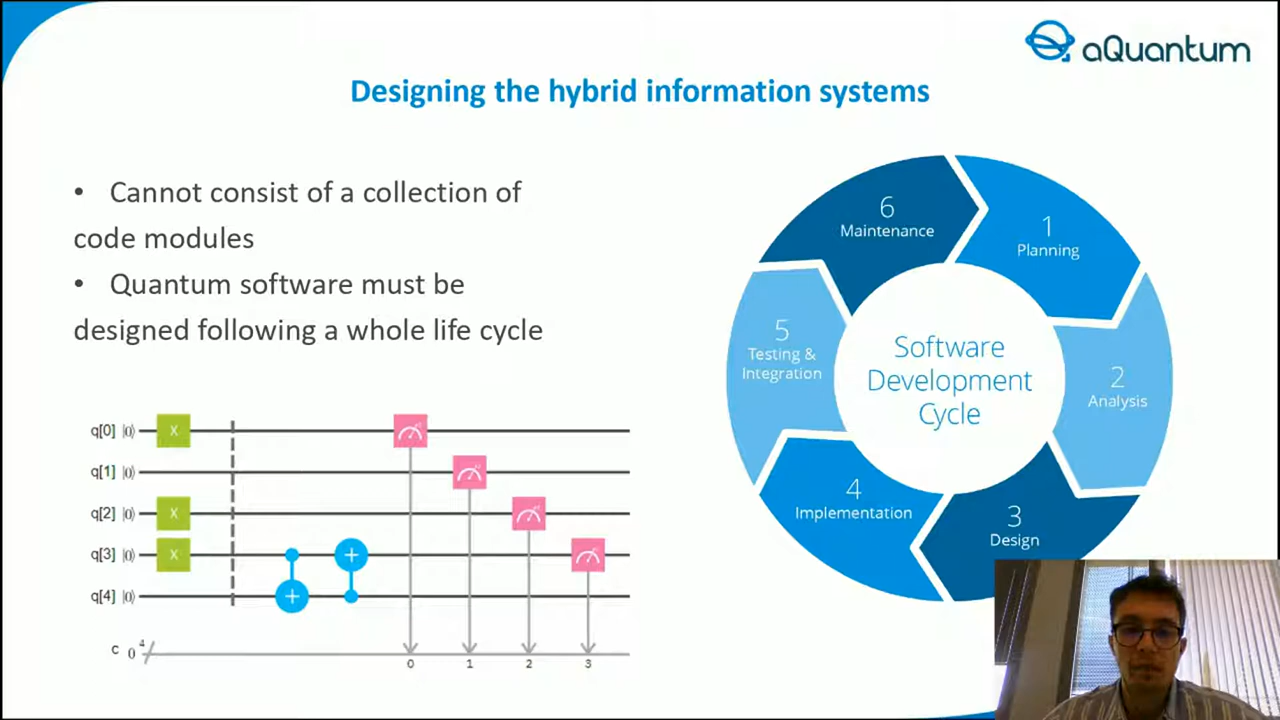 aQuantum
Designing the hybrid information systems
• Cannot consist of a collection of
code modules
• Quantum software must be
designed following a whole life cycle
6
Maintenance
1
Planning
5
Testing &
Integration
Software
Development
Cycle
2
Analysis
4
Implementation
3
Design
q[0] |0⟩ X
q[1] |0⟩
q[2] |0⟩ X
q[3] |0⟩ X
q[4] |0⟩
c 0 4
0 1 2 3